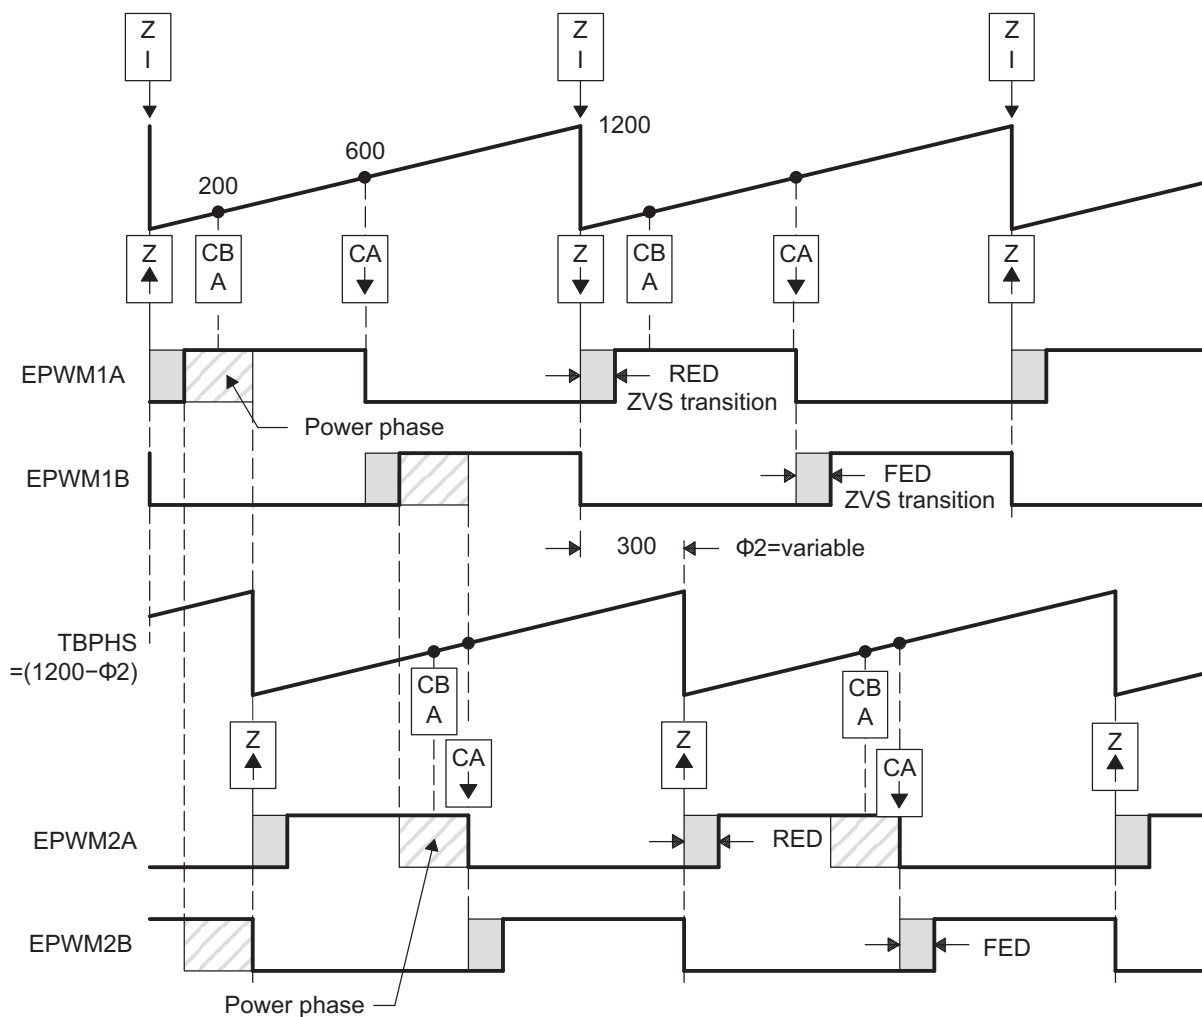 Z
I
Z
I
Z
I
1200
600
200
Z
CB
A
CA
Z
CB
A
CA
Z
EPWM1A
RED
ZVS transition
Power phase
EPWM1B
FED
ZVS transition
300
Φ2=variable
TBPHS
=(1200−Φ2)
CB
A
CB
A
Z
CA
Z
CA
Z
EPWM2A
RED
EPWM2B
FED
Power phase